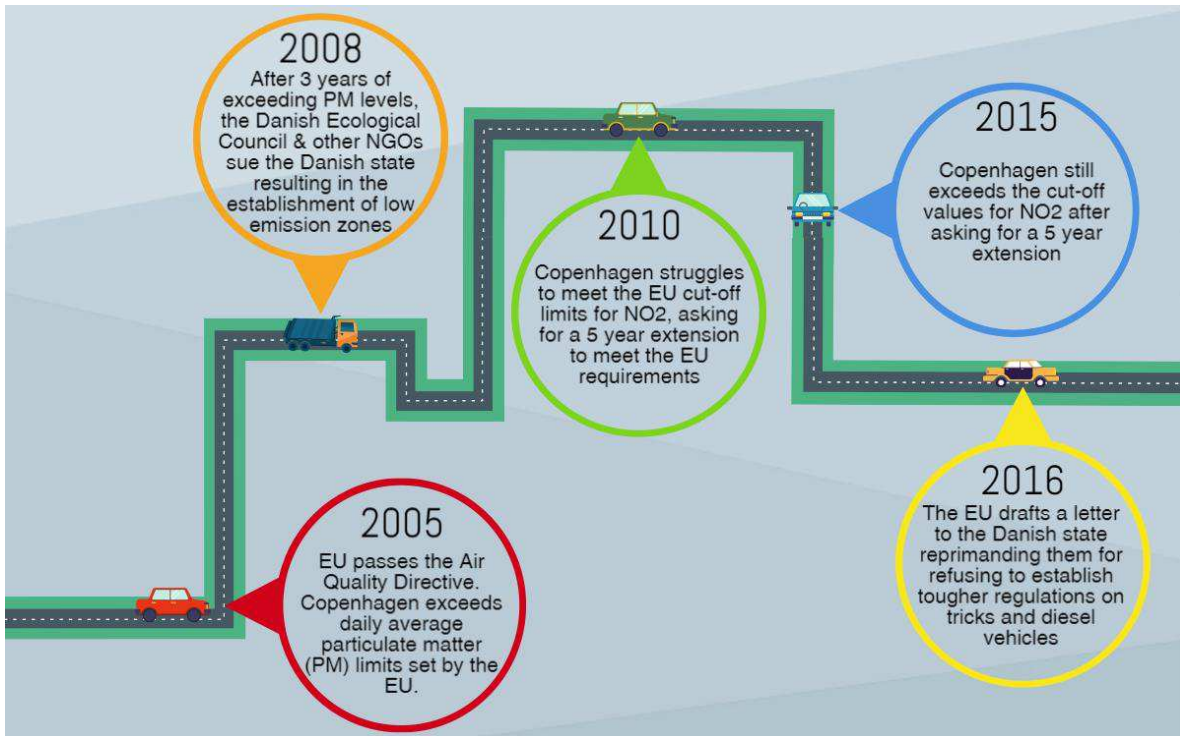 2008
After 3 years of
exceeding PM levels,
the Danish Ecological
Council & other NGOs
sue the Danish state
resulting in the
establishment of low
emission zones
2015
Copenhagen still
exceeds the cut-off
values for NO2 after
asking for a 5 year
extension
2010
Copenhagen struggles
to meet the EU cut-off
limits for NO2, asking
for a 5 year extension
to meet the EU
requirements
2005
EU passes the Air
Quality Directive.
Copenhagen exceeds
daily average
particulate matter
(PM) limits set by the
EU.
2016
The EU drafts a letter
to the Danish state
reprimanding them for
refusing to establish
tougher regulations on
tricks and diesel
vehicles